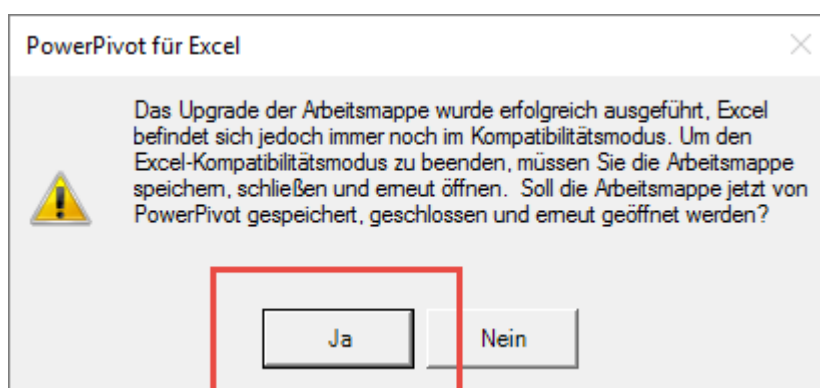 PowerPivot für Excel
Das Upgrade der Arbeitsmappe wurde erfolgreich ausgeführt, Excel
befindet sich jedoch immer noch im Kompatibilitätsmodus. Um den
Excel-Kompatibilitätsmodus zu beenden, müssen Sie die Arbeitsmappe
speichern, schließen und erneut öffnen.  Soll die Arbeitsmappe jetzt von
PowerPivot gespeichert, geschlossen und erneut geöffnet werden?
Ja Nein